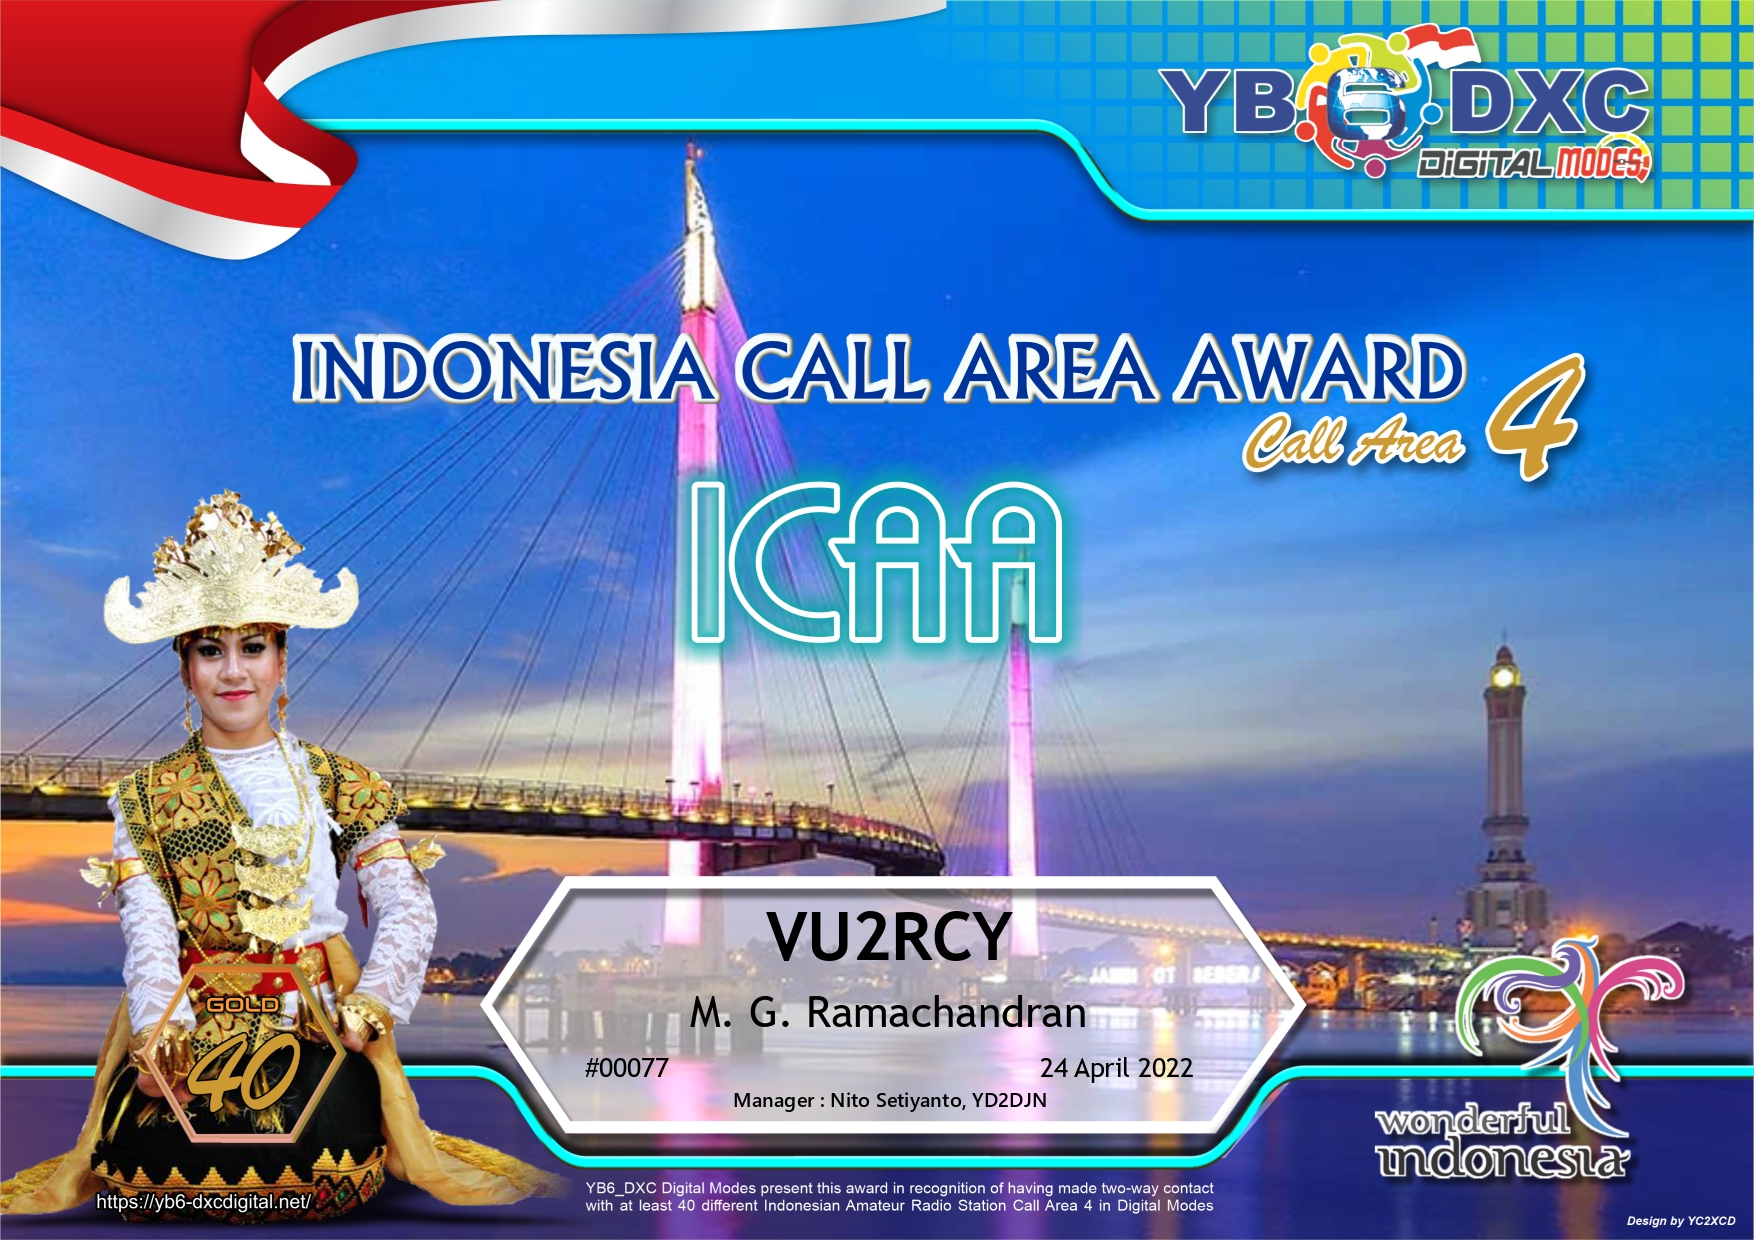 YB6 DXC
DIGITAL MODES
INDONESIA CALL AREA AWARD
Call Area 4
ICAA
VU2RCY
M. G. Ramachandran
#00077
24 April 2022
Manager : Nito Setiyanto, YD2DJN
GOLD
40
wonderful
indonesia
https://yb6-dxcdigital.net/
YB6_DXC Digital Modes present this award in recognition of having made two-way contact
with at least 40 different Indonesian Amateur Radio Station Call Area 4 in Digital Modes
Design by YC2XCD